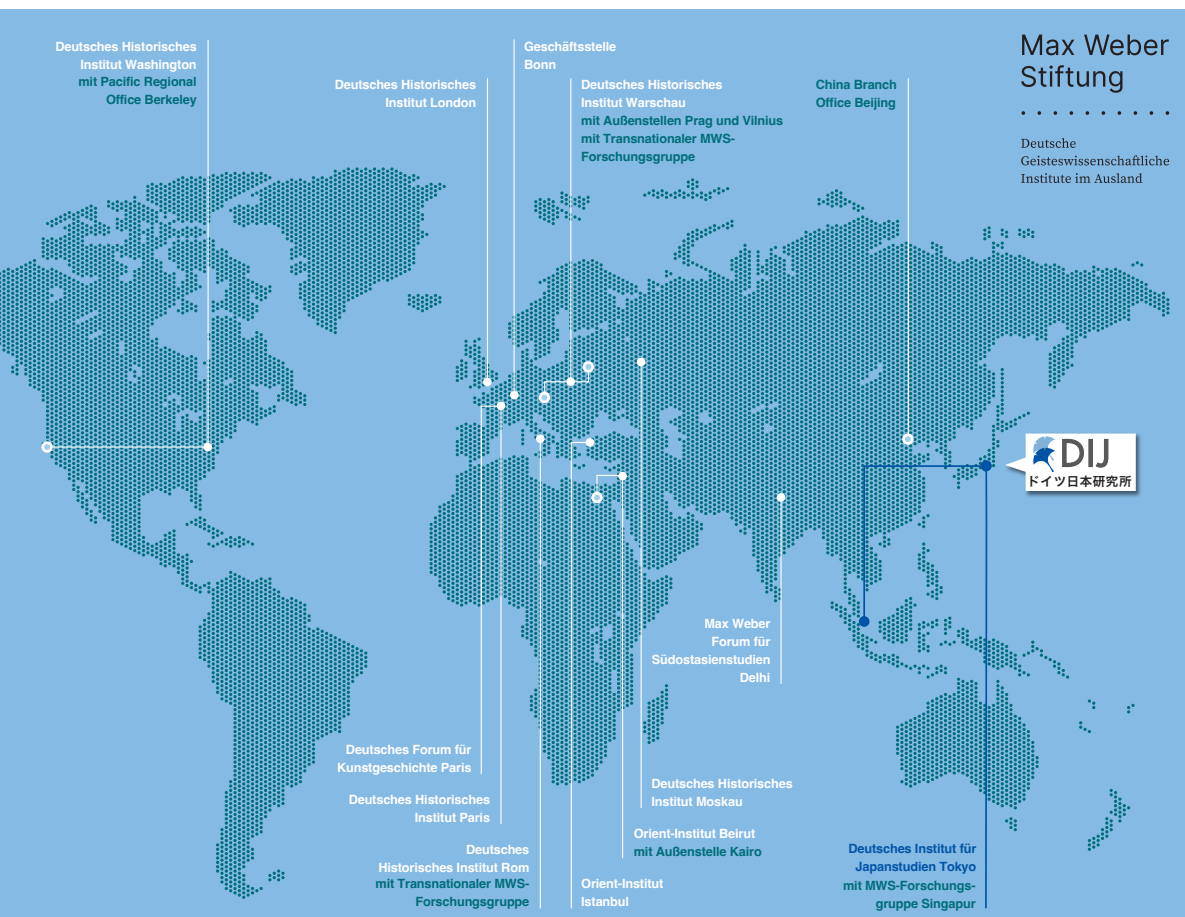 Deutsches Historisches
Institut Washington
mit Pacific Regional
Office Berkeley
Deutsches Historisches
Institut London
Geschäftsstelle
Bonn
Deutsches Historisches
Institut Warschau
mit Außenstellen Prag und Vilnius
mit Transnationaler MWS-
Forschungsgruppe
China Branch
Office Beijing
Max Weber
Stiftung
Deutsche
Geisteswissenschaftliche
Institute im Ausland
DIJ
ドイツ日本研究所
Max Weber
Forum für
Südostasienstudien
Delhi
Deutsches Forum für
Kunstgeschichte Paris
Deutsches Historisches
Institut Paris
Deutsches
Historisches Institut Rom
mit Transnationaler MWS-
Forschungsgruppe
Deutsches Historisches
Institut Moskau
Orient-Institut Beirut
mit Außenstelle Kairo
Orient-Institut
Istanbul
Deutsches Institut für
Japanstudien Tokyo
mit MWS-Forschungs-
gruppe Singapur